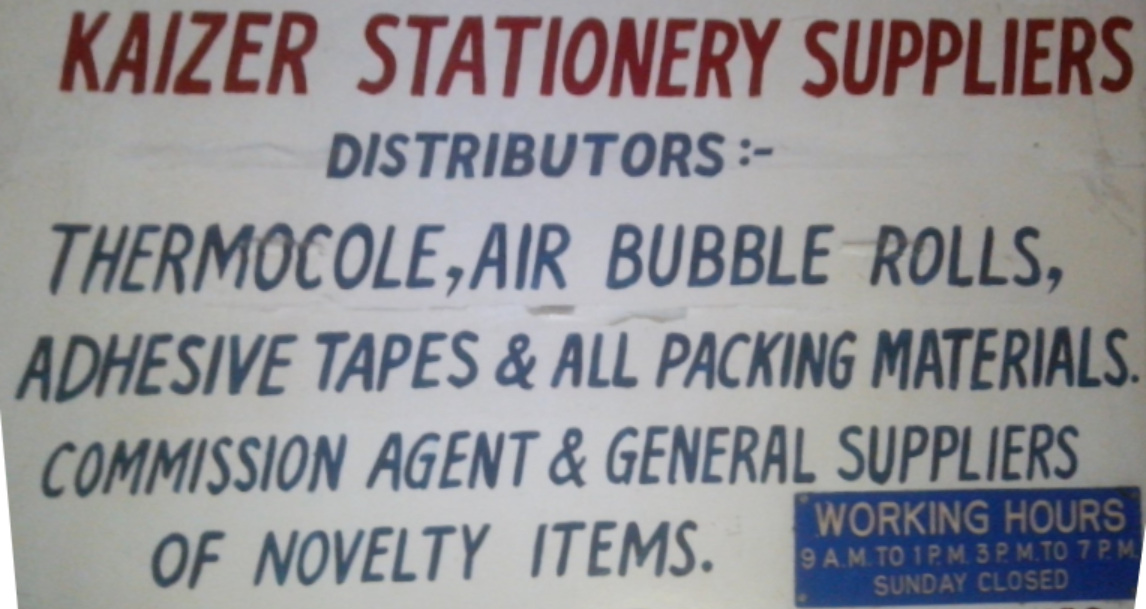 KAIZER STATIONERY SUPPLIERS
DISTRIBUTORS :-
THERMOCOLE, AIR BUBBLE ROLLS,
ADHESIVE TAPES & ALL PACKING MATERIALS.
COMMISSION AGENT & GENERAL SUPPLIERS
OF NOVELTY ITEMS.
WORKING HOURS
9 A.M. TO 1 P.M. 3 P.M. TO 7 P.M
SUNDAY CLOSED